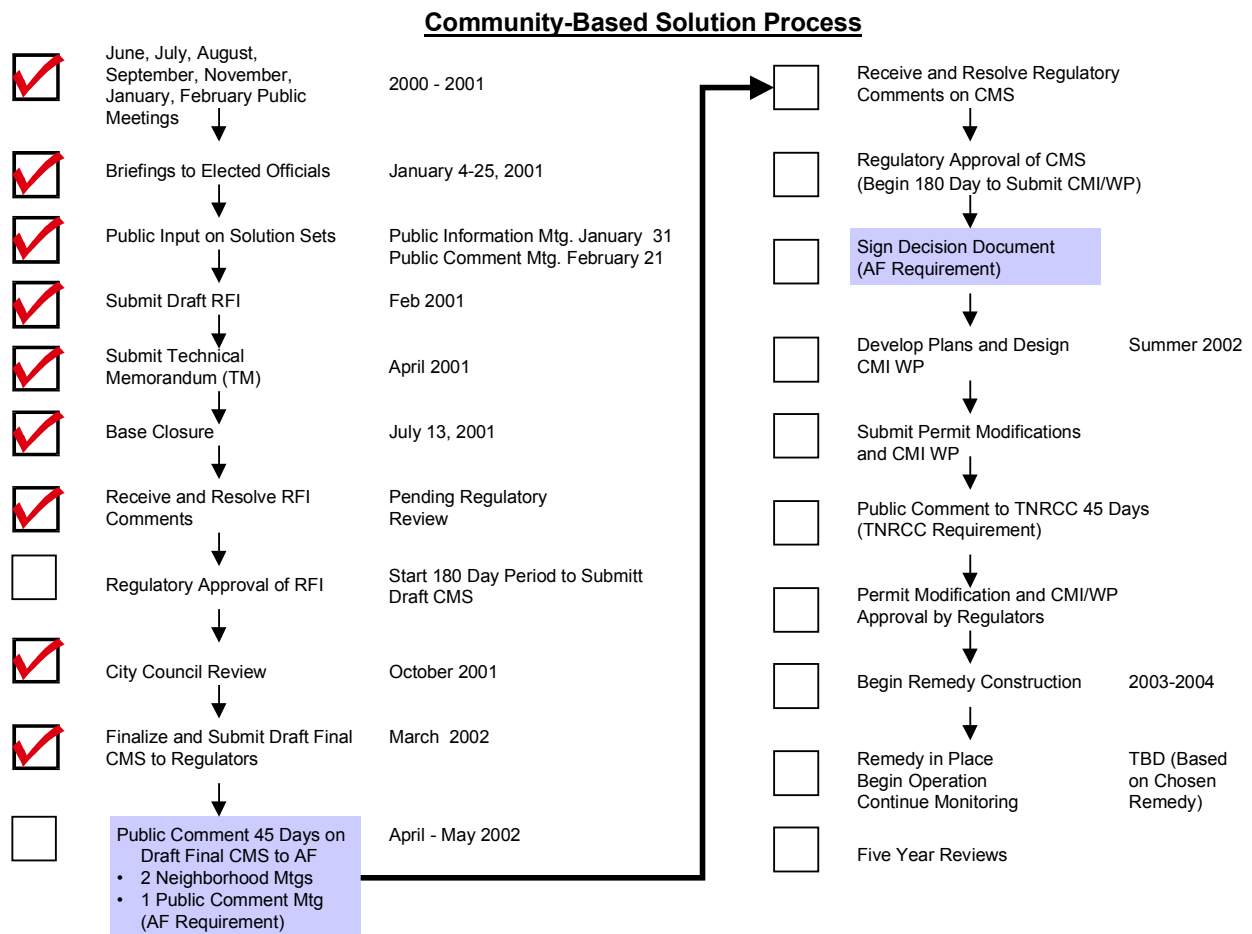 Community-Based Solution Process
June, July, August,
September, November,
January, February Public
Meetings
2000 - 2001
Briefings to Elected Officials
January 4-25, 2001
Public Input on Solution Sets
Public Information Mtg. January 31
Public Comment Mtg. February 21
Submit Draft RFI
Feb 2001
Submit Technical
Memorandum (TM)
April 2001
Base Closure
July 13, 2001
Receive and Resolve RFI
Comments
Pending Regulatory
Review
Regulatory Approval of RFI
Start 180 Day Period to Submitt
Draft CMS
City Council Review
October 2001
Finalize and Submit Draft Final
CMS to Regulators
March 2002
Public Comment 45 Days on
Draft Final CMS to AF
• 2 Neighborhood Mtgs
• 1 Public Comment Mtg
(AF Requirement)
April - May 2002
Receive and Resolve Regulatory
Comments on CMS
Regulatory Approval of CMS
(Begin 180 Day to Submit CMI/WP)
Sign Decision Document
(AF Requirement)
Develop Plans and Design
CMI WP
Summer 2002
Submit Permit Modifications
and CMI WP
Public Comment to TNRCC 45 Days
(TNRCC Requirement)
Permit Modification and CMI/WP
Approval by Regulators
Begin Remedy Construction
2003-2004
Remedy in Place
Begin Operation
Continue Monitoring
TBD (Based
on Chosen
Remedy)
Five Year Reviews